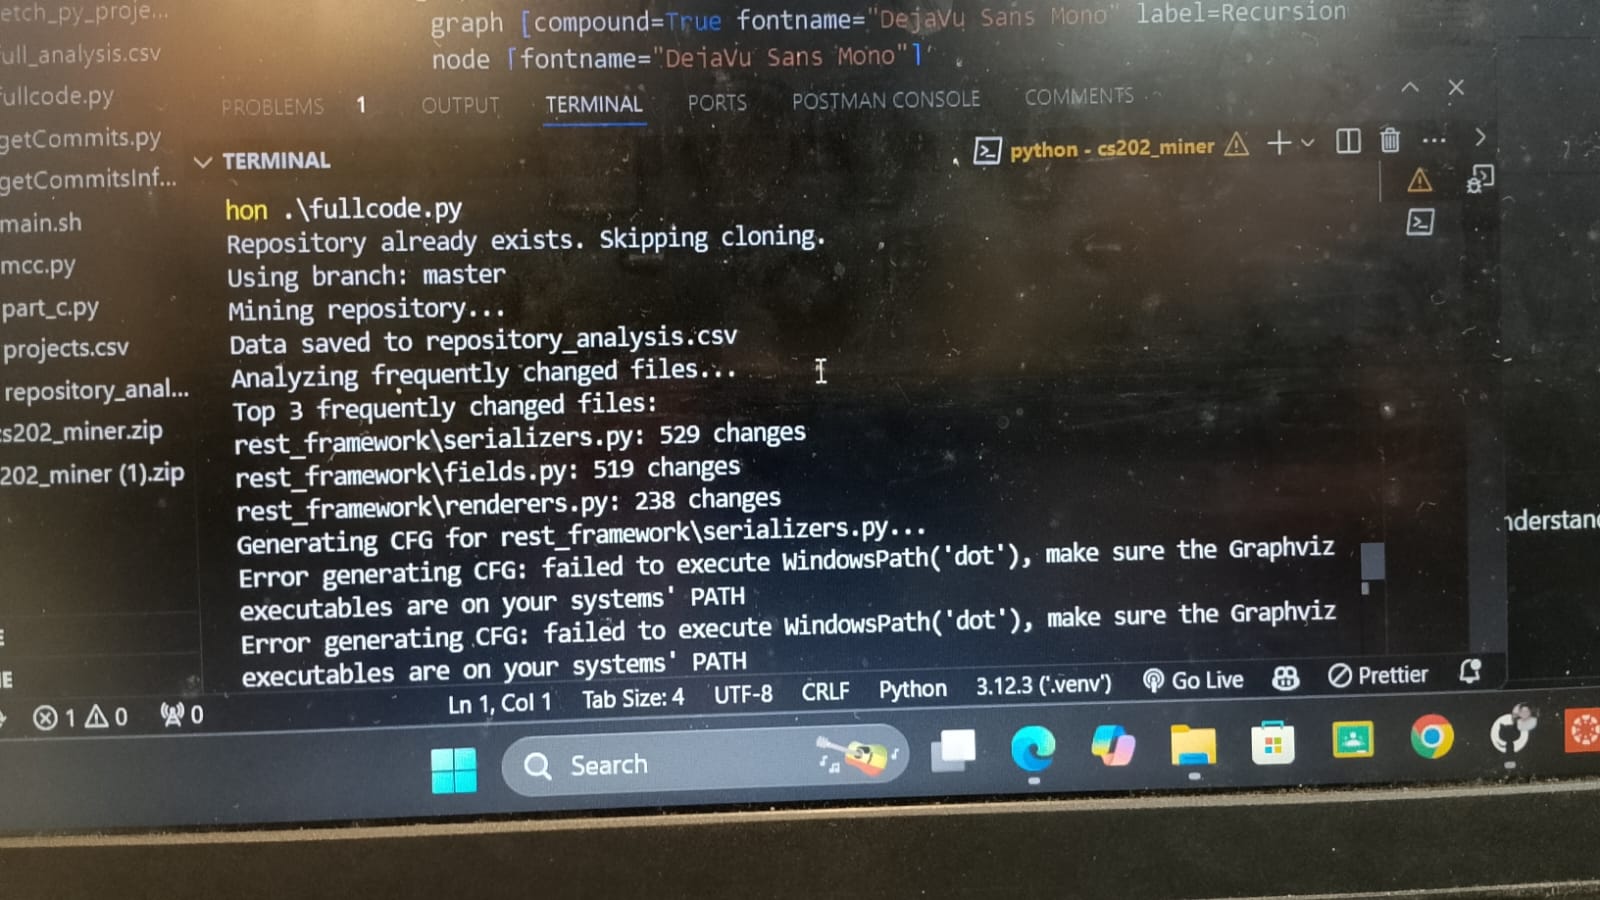 etch_py_proje...
ull_analysis.csv
fullcode.py
getCommits.py
getCommitsInf...
main.sh
mcc.py
part_c.py
projects.csv
repository_anal...
cs202_miner.zip
202_miner (1).zip
graph [compound=True fontname="DejaVu Sans Mono" label=Recursion
node [fontname="DejaVu Sans Mono"]
PROBLEMS 1 OUTPUT TERMINAL PORTS POSTMAN CONSOLE COMMENTS
TERMINAL
python - cs202_miner
hon .\fullcode.py
Repository already exists. Skipping cloning.
Using branch: master
Mining repository...
Data saved to repository_analysis.csv
Analyzing frequently changed files...
Top 3 frequently changed files:
rest_framework\serializers.py: 529 changes
rest_framework\fields.py: 519 changes
rest_framework\renderers.py: 238 changes
Generating CFG for rest_framework\serializers.py...
Error generating CFG: failed to execute WindowsPath('dot'), make sure the Graphviz
executables are on your systems' PATH
Error generating CFG: failed to execute WindowsPath('dot'), make sure the Graphviz
executables are on your systems' PATH
nderstand
1 0 0 Ln 1, Col 1 Tab Size: 4 UTF-8 CRLF Python 3.12.3 ('.venv') Go Live Prettier
Search